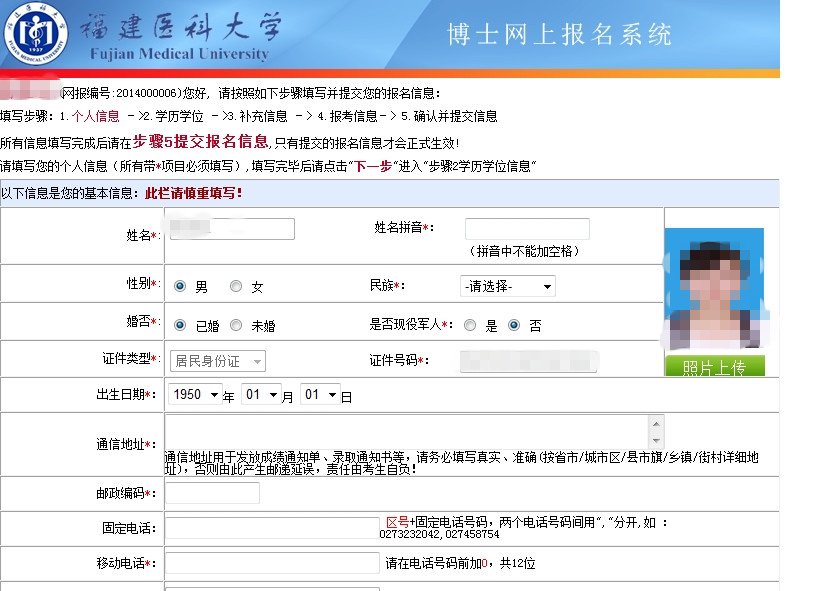 福建医科大学
Fujian Medical University
博士网上报名系统
(网报编号:2014000006)您好, 请按照如下步骤填写并提交您的报名信息:
填写步骤: 1.个人信息 ->2.学历学位 ->3.补充信息 -> 4.报考信息-> 5.确认并提交信息
所有信息填写完成后请在步骤5提交报名信息,只有提交的报名信息才会正式生效!
请填写您的个人信息（所有带*项目必须填写）,填写完毕后请点击"下一步"进入"步骤2学历学位信息"
以下信息是您的基本信息: 此栏请慎重填写!
姓名*: 姓名拼音*:
（拼音中不能加空格）
性别*: 男 女 民族*: -请选择-
婚否*: 已婚 未婚 是否现役军人*: 是 否
证件类型*: 居民身份证 证件号码*:
照片上传
出生日期*: 1950 年 01 月 01 日
通信地址*:
通信地址用于发放成绩通知单、录取通知书等, 请务必填写真实、准确(按省市/城市区/县市旗/乡镇/街村详细地
址), 否则由此产生邮递延误, 责任由考生自负!
邮政编码*:
固定电话: 区号+固定电话号码, 两个电话号码间用","分开,如 :
0273232042,027458754
移动电话*: 请在电话号码前加0, 共12位